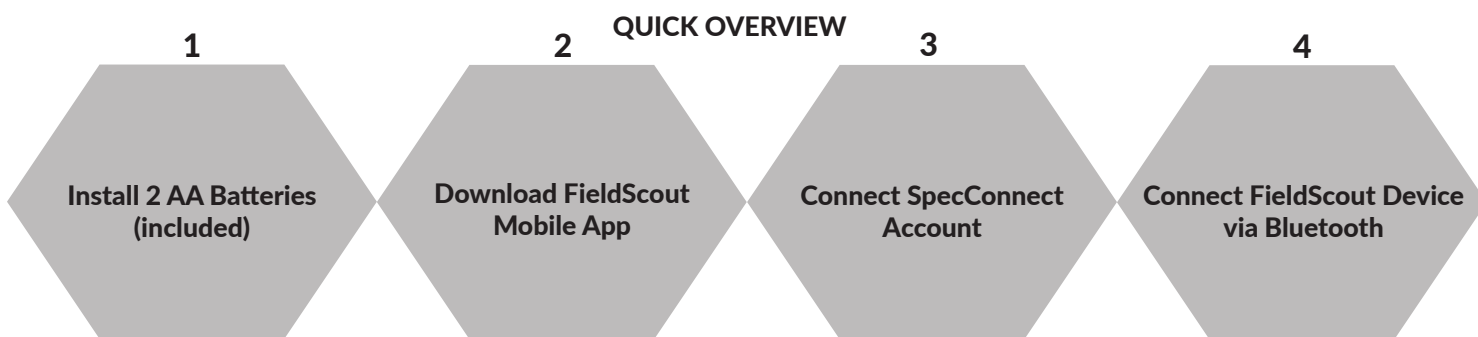 QUICK OVERVIEW
1
Install 2 AA Batteries
(included)
2
Download FieldScout
Mobile App
3
Connect SpecConnect
Account
4
Connect FieldScout Device
via Bluetooth